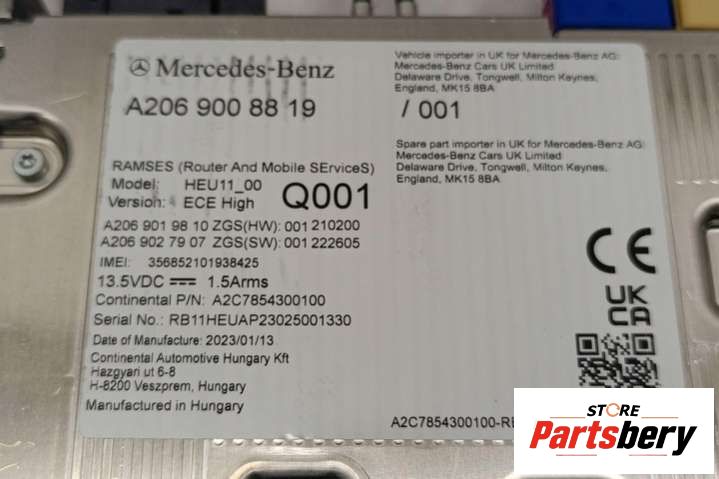 Mercedes-Benz
A206 900 88 19 / 001
Vehicle importer in UK for Mercedes-Benz AG:
Mercedes-Benz Cars UK Limited
Delaware Drive, Tongwell, Milton Keynes,
England, MK15 8BA
Spare part importer in UK for Mercedes-Benz AG:
Mercedes-Benz Cars UK Limited,
Delaware Drive, Tongwell, Milton Keynes,
England, MK15 8BA
RAMSES (Router And Mobile SErviceS)
Model: HEU11_00
Version: ECE High
Q001
A206 901 98 10 ZGS(HW): 001 210200
A206 902 79 07 ZGS(SW): 001 222605
IMEI: 356852101938425
13.5VDC 1.5Arms
Continental P/N: A2C7854300100
Serial No.: RB11HEUAP23025001330
Date of Manufacture: 2023/01/13
Continental Automotive Hungary Kft
Hazgyari ut 6-8
H-8200 Veszprem, Hungary
Manufactured in Hungary
CE
UK
CA
A2C7854300100-RB
STORE
Partsbery